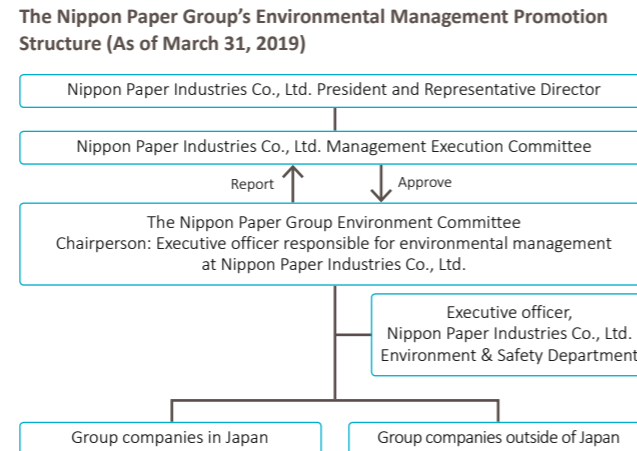 The Nippon Paper Group’s Environmental Management Promotion
Structure (As of March 31, 2019)
Nippon Paper Industries Co., Ltd. President and Representative Director
Nippon Paper Industries Co., Ltd. Management Execution Committee
Report
Approve
The Nippon Paper Group Environment Committee
Chairperson: Executive officer responsible for environmental management
at Nippon Paper Industries Co., Ltd.
Executive officer,
Nippon Paper Industries Co., Ltd.
Environment & Safety Department
Group companies in Japan
Group companies outside of Japan